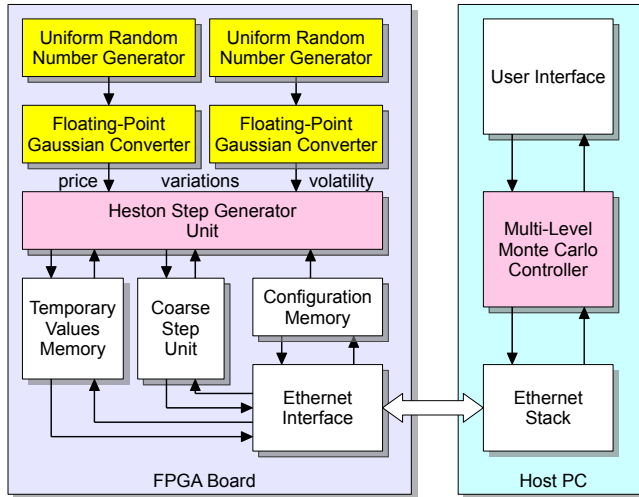 Uniform Random
Number Generator
Uniform Random
Number Generator
Floating-Point
Gaussian Converter
Floating-Point
Gaussian Converter
price
variations
volatility
Heston Step Generator
Unit
Temporary
Values
Memory
Coarse
Step
Unit
Configuration
Memory
Ethernet
Interface
FPGA Board
User Interface
Multi-Level
Monte Carlo
Controller
Ethernet
Stack
Host PC